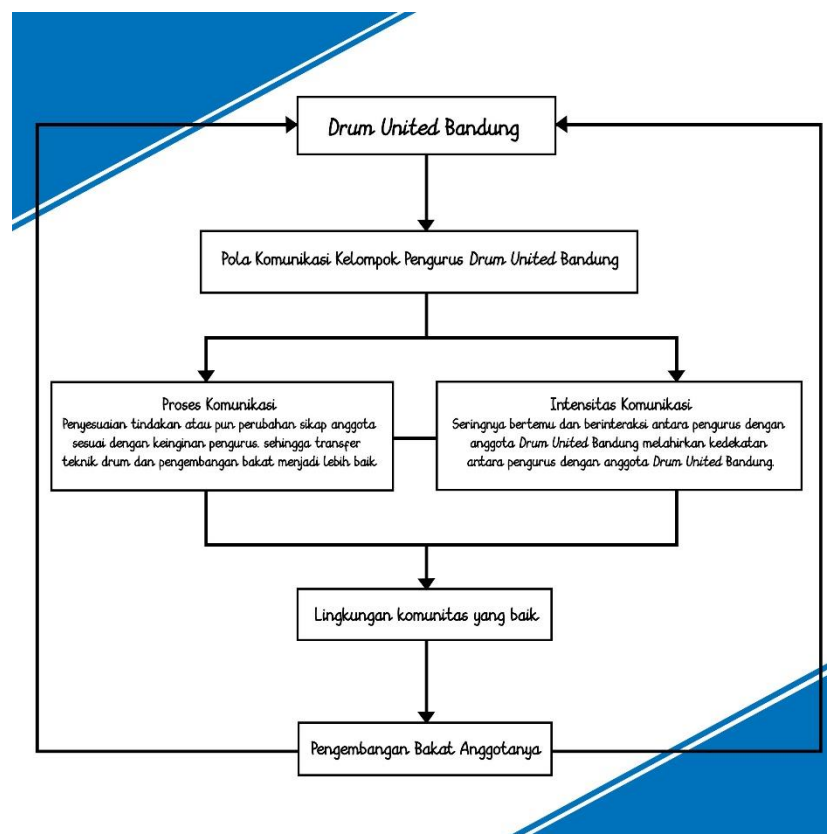 Drum United Bandung
Pola Komunikasi Kelompok Pengurus Drum United Bandung
Proses Komunikasi
Penyesuaian tindakan atau pun perubahan sikap anggota
sesuai dengan keinginan pengurus. sehingga transfer
teknik drum dan pengembangan bakat menjadi lebih baik
Intensitas Komunikasi
Seringnya bertemu dan berinteraksi antara pengurus dengan
anggota Drum United Bandung melahirkan kedekatan
antara pengurus dengan anggota Drum United Bandung.
Lingkungan komunitas yang baik
Pengembangan Bakat Anggotanya